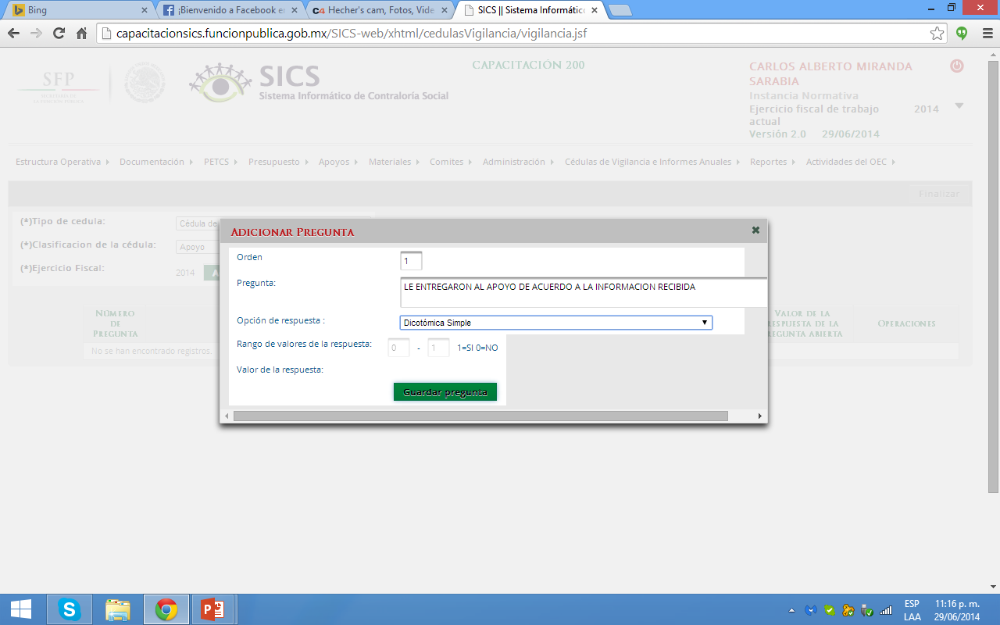 Bing
¡Bienvenido a Facebook en
C4 Hecher's cam, Fotos, Vide
SICS || Sistema Informático
capacitacionsics.funcionpublica.gob.mx/SICS-web/xhtml/cedulasVigilancia/vigilancia.jsf
SFP
SICS
Sistema Informático de Contraloría Social
CAPACITACIÓN 200
CARLOS ALBERTO MIRANDA
SARABIA
Instancia Normativa
Ejercicio fiscal de trabajo 2014
actual
Versión 2.0 29/06/2014
Estructura Operativa Documentación PETCS Presupuesto Apoyos Materiales Comites Administración Cédulas de Vigilancia e Informes Anuales Reportes Actividades del OEC
Finalizar
(*)Tipo de cedula: Cédula de
(*)Clasificacion de la cédula: Apoyo
(*)Ejercicio Fiscal: 2014 A
Adicionar Pregunta
Orden 1
Pregunta: LE ENTREGARON AL APOYO DE ACUERDO A LA INFORMACION RECIBIDA
Opción de respuesta : Dicotómica Simple
Rango de valores de la respuesta: 0 - 1 1=SI 0=NO
Valor de la respuesta:
Guardar pregunta
Número
de
Pregunta
No se han encontrado registros.
Valor de la
respuesta de la
pregunta abierta
Operaciones
ESP 11:16 p. m.
LAA 29/06/2014